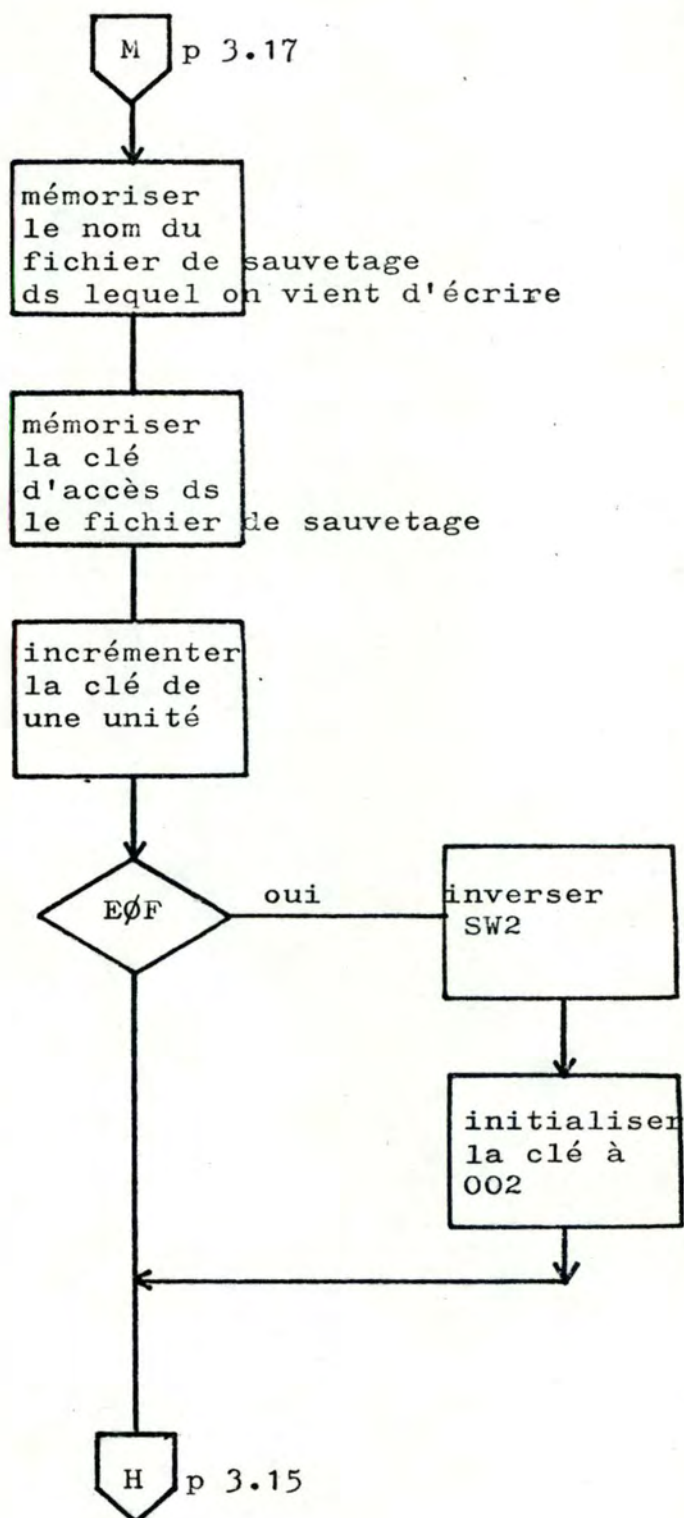 M p 3.17
mémoriser
le nom du
fichier de sauvetage
ds lequel on vient d'écrire
mémoriser
la clé
d'accès ds
le fichier de sauvetage
incrémenter
la clé de
une unité
EØF oui inverser
SW2
initialiser
la clé à
002
H p 3.15